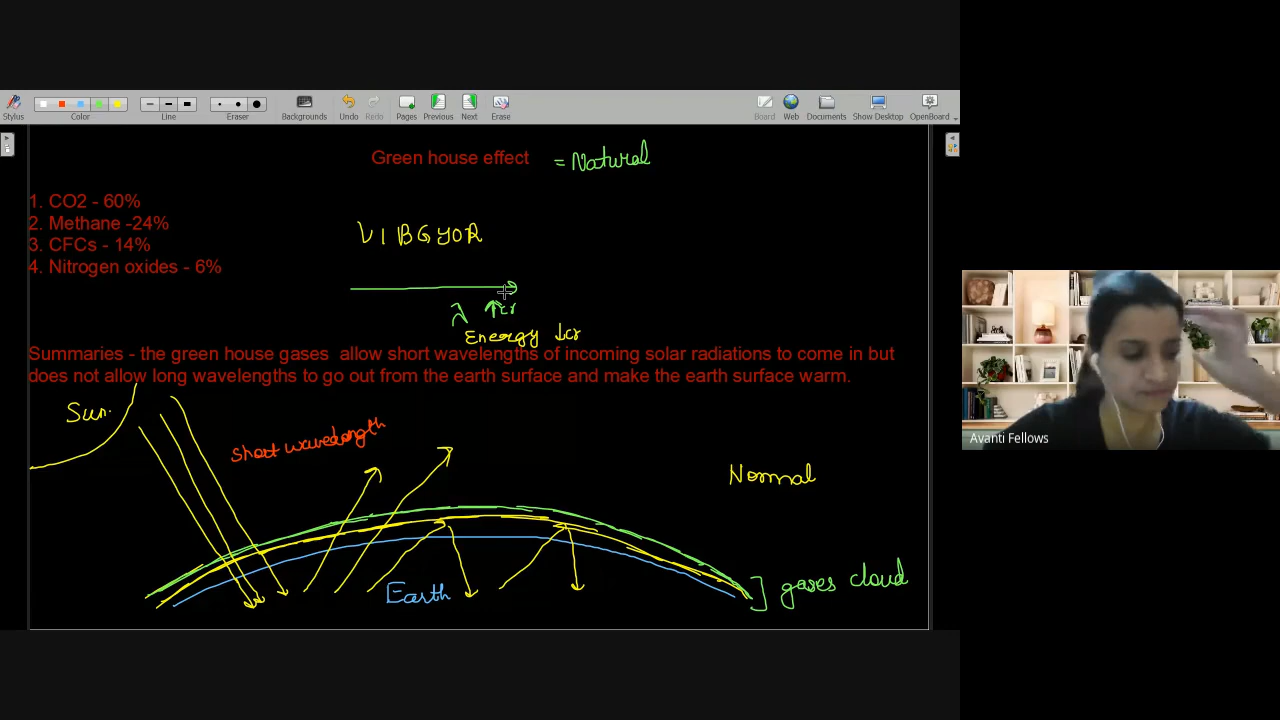 Stylus
Color
Line
Eraser
Backgrounds
Undo
Redo
Pages
Previous
Next
Erase
Board
Web
Documents
Show Desktop
OpenBoard
Green house effect = Natural
1. CO2 - 60%
2. Methane -24%
3. CFCs - 14%
4. Nitrogen oxides - 6%
VIBGYOR
λ ↑cr
Energy ↓cr
Summaries - the green house gases allow short wavelengths of incoming solar radiations to come in but
does not allow long wavelengths to go out from the earth surface and make the earth surface warm.
Sun.
Short wavelength
Normal
Earth
] gases cloud
Avanti Fellows